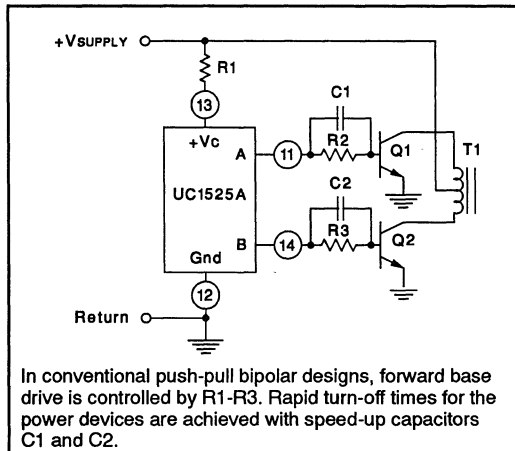 +VSUPPLY
R1
13
+Vc
C1
A
11
R2
Q1
T1
UC1525A
C2
B
14
R3
Q2
Gnd
12
Return
In conventional push-pull bipolar designs, forward base
drive is controlled by R1-R3. Rapid turn-off times for the
power devices are achieved with speed-up capacitors
C1 and C2.